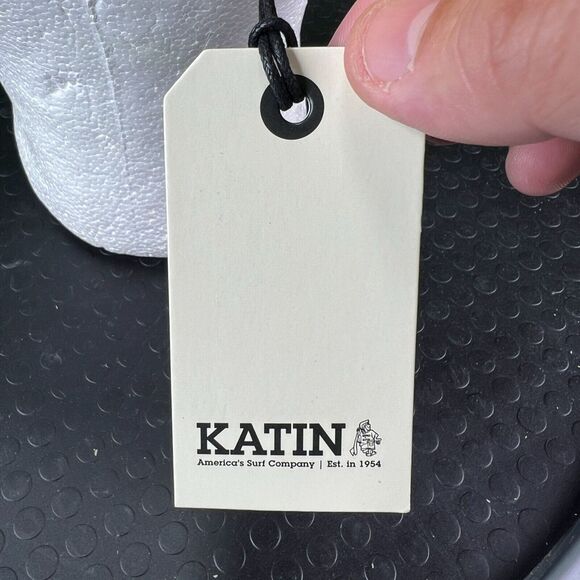 KATIN
America's Surf Company | Est. in 1954